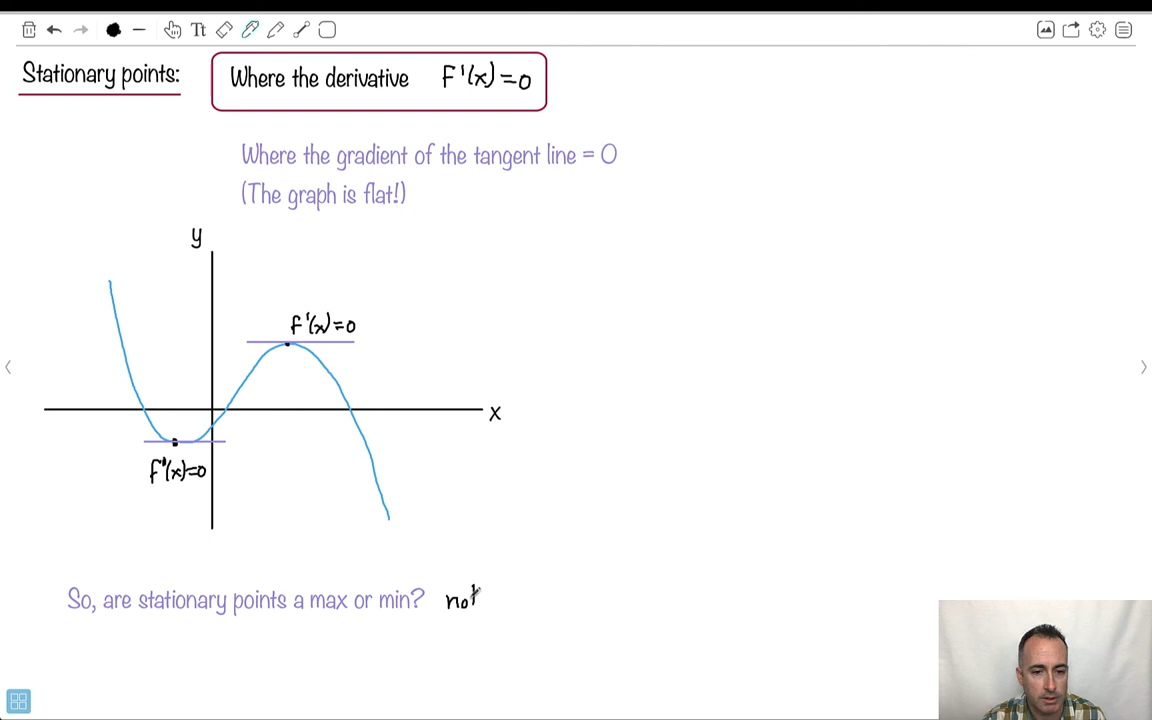 Tt
Stationary points: Where the derivative F'(x)=0
Where the gradient of the tangent line = 0
(The graph is flat!)
y
F'(x)=0
x
F'(x)=0
So, are stationary points a max or min? not